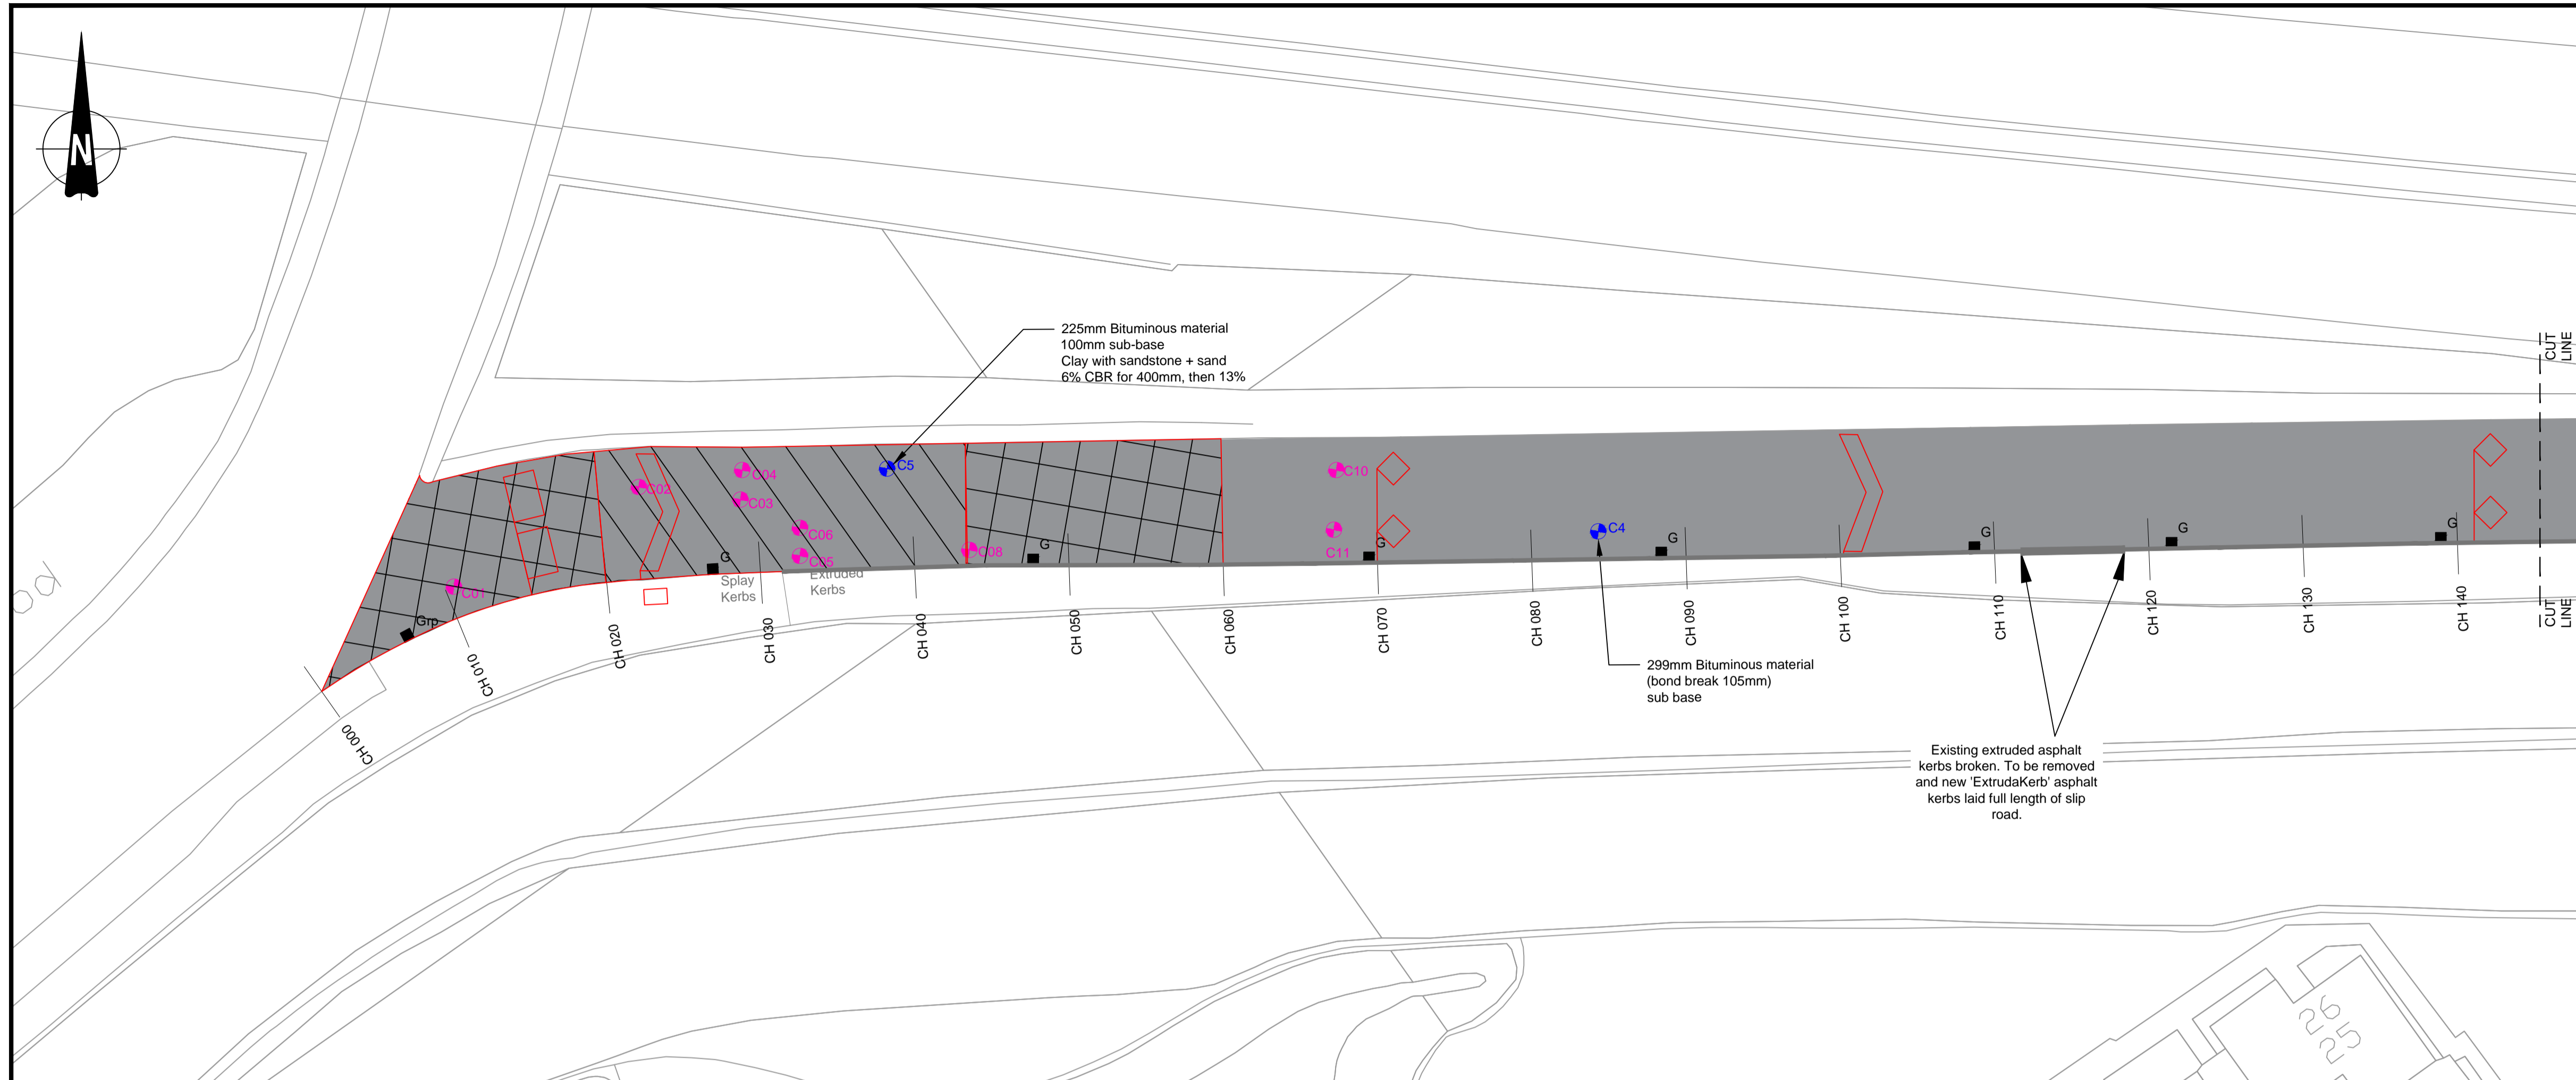 N
225mm Bituminous material
100mm sub-base
Clay with sandstone + sand
6% CBR for 400mm, then 13%
CUT
LINE
C5
C04
C02
C03
C06
C05
C08
C10
C11
C4
C01
G
G
G
G
G
G
G
Grp
Splay
Kerbs
Extruded
Kerbs
CH 000
CH 010
CH 020
CH 030
CH 040
CH 050
CH 060
CH 070
CH 080
CH 090
CH 100
CH 110
CH 120
CH 130
CH 140
CUT
LINE
299mm Bituminous material
(bond break 105mm)
sub base
Existing extruded asphalt
kerbs broken. To be removed
and new 'ExtrudaKerb' asphalt
kerbs laid full length of slip
road.
26
25